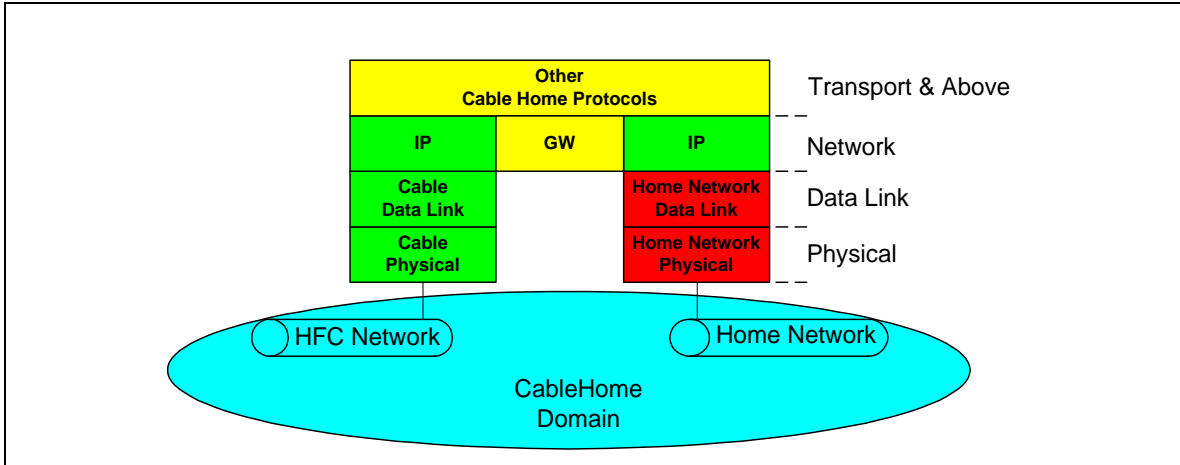 Other
Cable Home Protocols
Transport & Above
IP
GW
IP
Network
Cable
Data Link
Home Network
Data Link
Data Link
Cable
Physical
Home Network
Physical
Physical
HFC Network
Home Network
CableHome
Domain